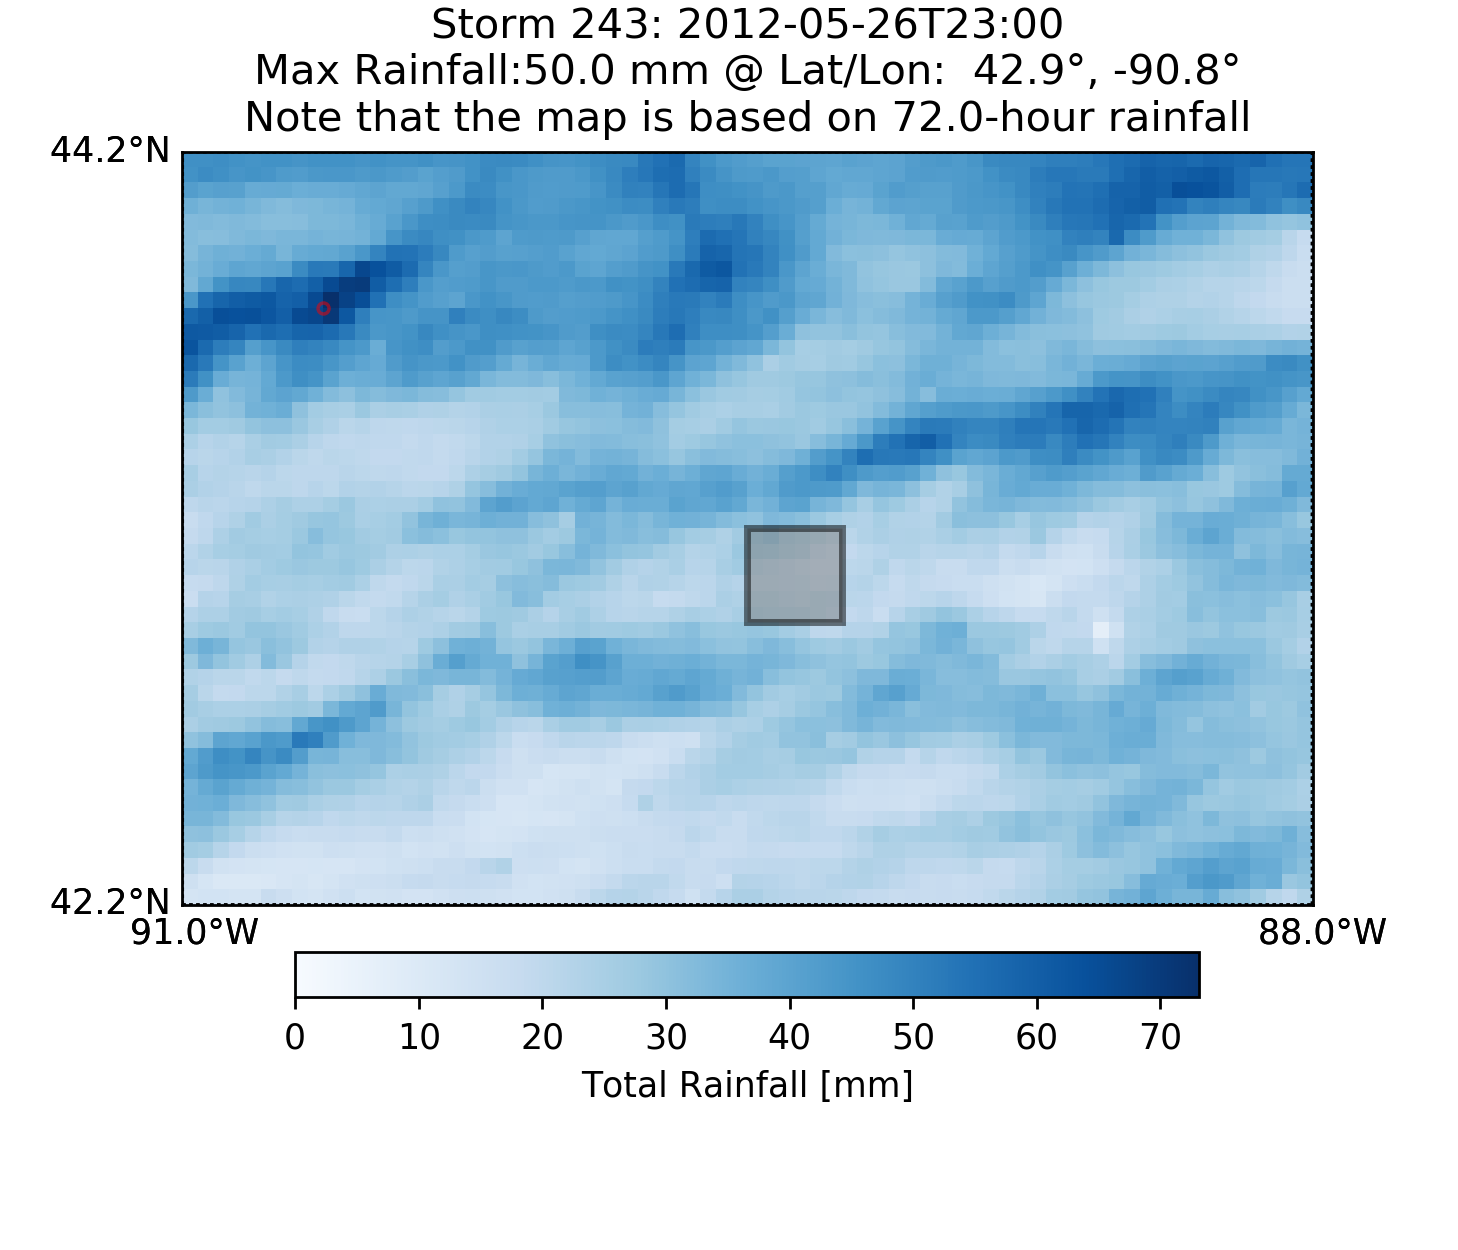 Storm 243: 2012-05-26T23:00
Max Rainfall:50.0 mm @ Lat/Lon:  42.9°, -90.8°
Note that the map is based on 72.0-hour rainfall
44.2°N
42.2°N
91.0°W 88.0°W
0 10 20 30 40 50 60 70
Total Rainfall [mm]